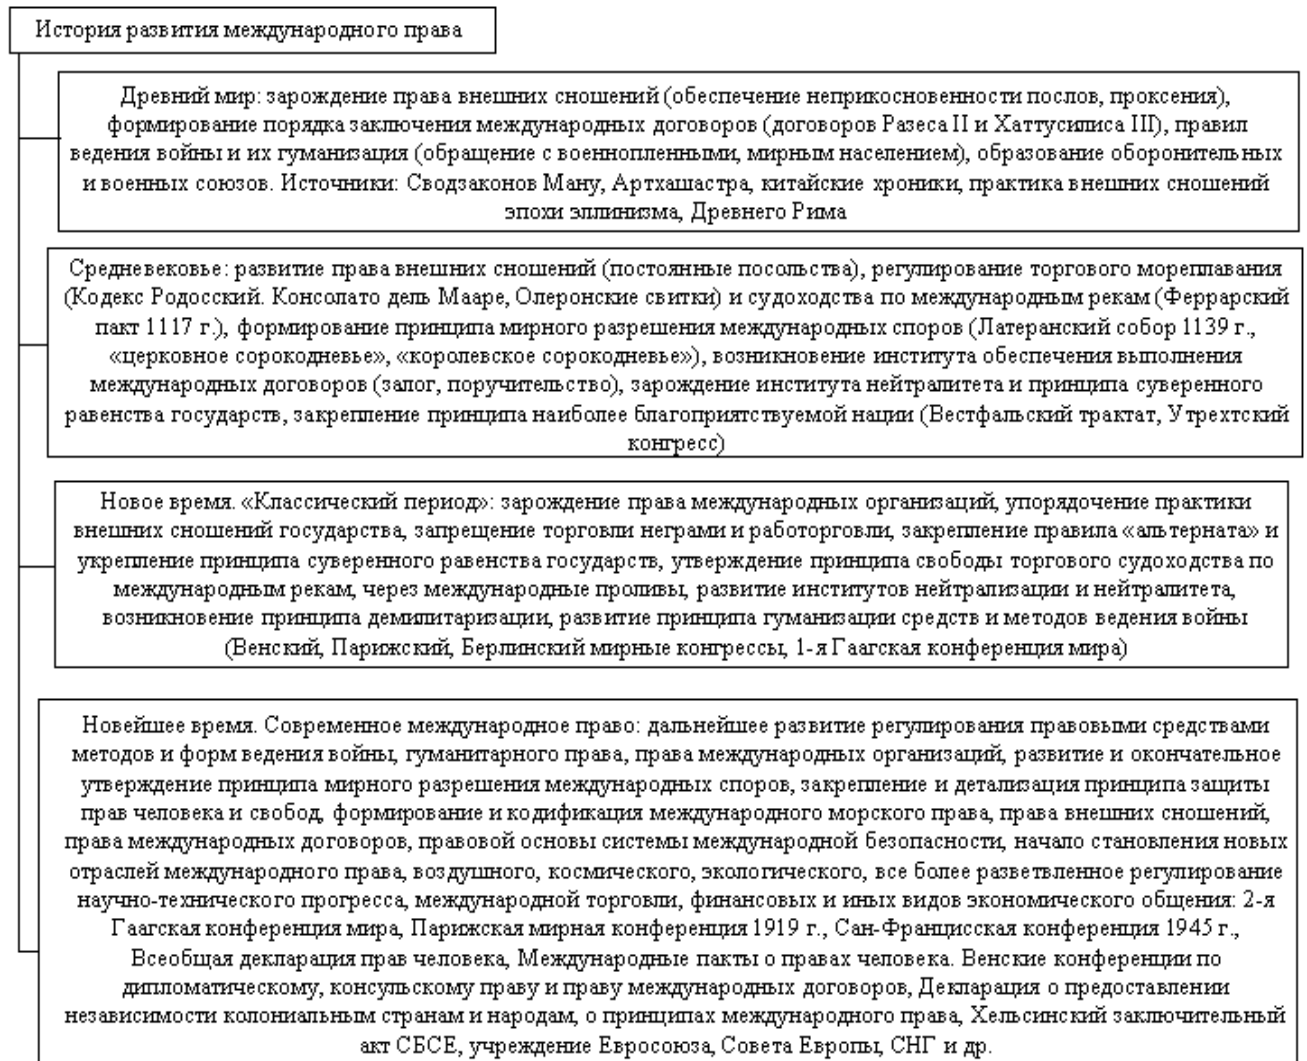 История развития международного права
Древний мир: зарождение права внешних сношений (обеспечение неприкосновенности послов, проксения),
формирование порядка заключения международных договоров (договоров Разеса II и Хаттусилиса III), правил
ведения войны и их гуманизация (обращение с военнопленными, мирным населением), образование оборонительных
и военных союзов. Источники: Сводзаконов Ману, Артхашастра, китайские хроники, практика внешних сношений
эпохи эллинизма, Древнего Рима
Средневековье: развитие права внешних сношений (постоянные посольства), регулирование торгового мореплавания
(Кодекс Родосский. Консолато дель Мааре, Олеронские свитки) и судоходства по международным рекам (Феррарский
пакт 1117 г.), формирование принципа мирного разрешения международных споров (Латеранский собор 1139 г.,
«церковное сорокодневье», «королевское сорокодневье»), возникновение института обеспечения выполнения
международных договоров (залог, поручительство), зарождение института нейтралитета и принципа суверенного
равенства государств, закрепление принципа наиболее благоприятствуемой нации (Вестфальский трактат, Утрехтский
конгресс)
Новое время. «Классический период»: зарождение права международных организаций, упорядочение практики
внешних сношений государства, запрещение торговли неграми и работорговли, закрепление правила «альтерната» и
укрепление принципа суверенного равенства государств, утверждение принципа свободы торгового судоходства по
международным рекам, через международные проливы, развитие институтов нейтрализации и нейтралитета,
возникновение принципа демилитаризации, развитие принципа гуманизации средств и методов ведения войны
(Венский, Парижский, Берлинский мирные конгрессы, 1-я Гаагская конференция мира)
Новейшее время. Современное международное право: дальнейшее развитие регулирования правовыми средствами
методов и форм ведения войны, гуманитарного права, права международных организаций, развитие и окончательное
утверждение принципа мирного разрешения международных споров, закрепление и детализация принципа защиты
прав человека и свобод, формирование и кодификация международного морского права, права внешних сношений,
права международных договоров, правовой основы системы международной безопасности, начало становления новых
отраслей международного права, воздушного, космического, экологического, все более разветвленное регулирование
научно-технического прогресса, международной торговли, финансовых и иных видов экономического общения: 2-я
Гаагская конференция мира, Парижская мирная конференция 1919 г., Сан-Францисская конференция 1945 г.,
Всеобщая декларация прав человека, Международные пакты о правах человека. Венские конференции по
дипломатическому, консульскому праву и праву международных договоров, Декларация о предоставлении
независимости колониальным странам и народам, о принципах международного права, Хельсинский заключительный
акт СБСЕ, учреждение Евросоюза, Совета Европы, СНГ и др.